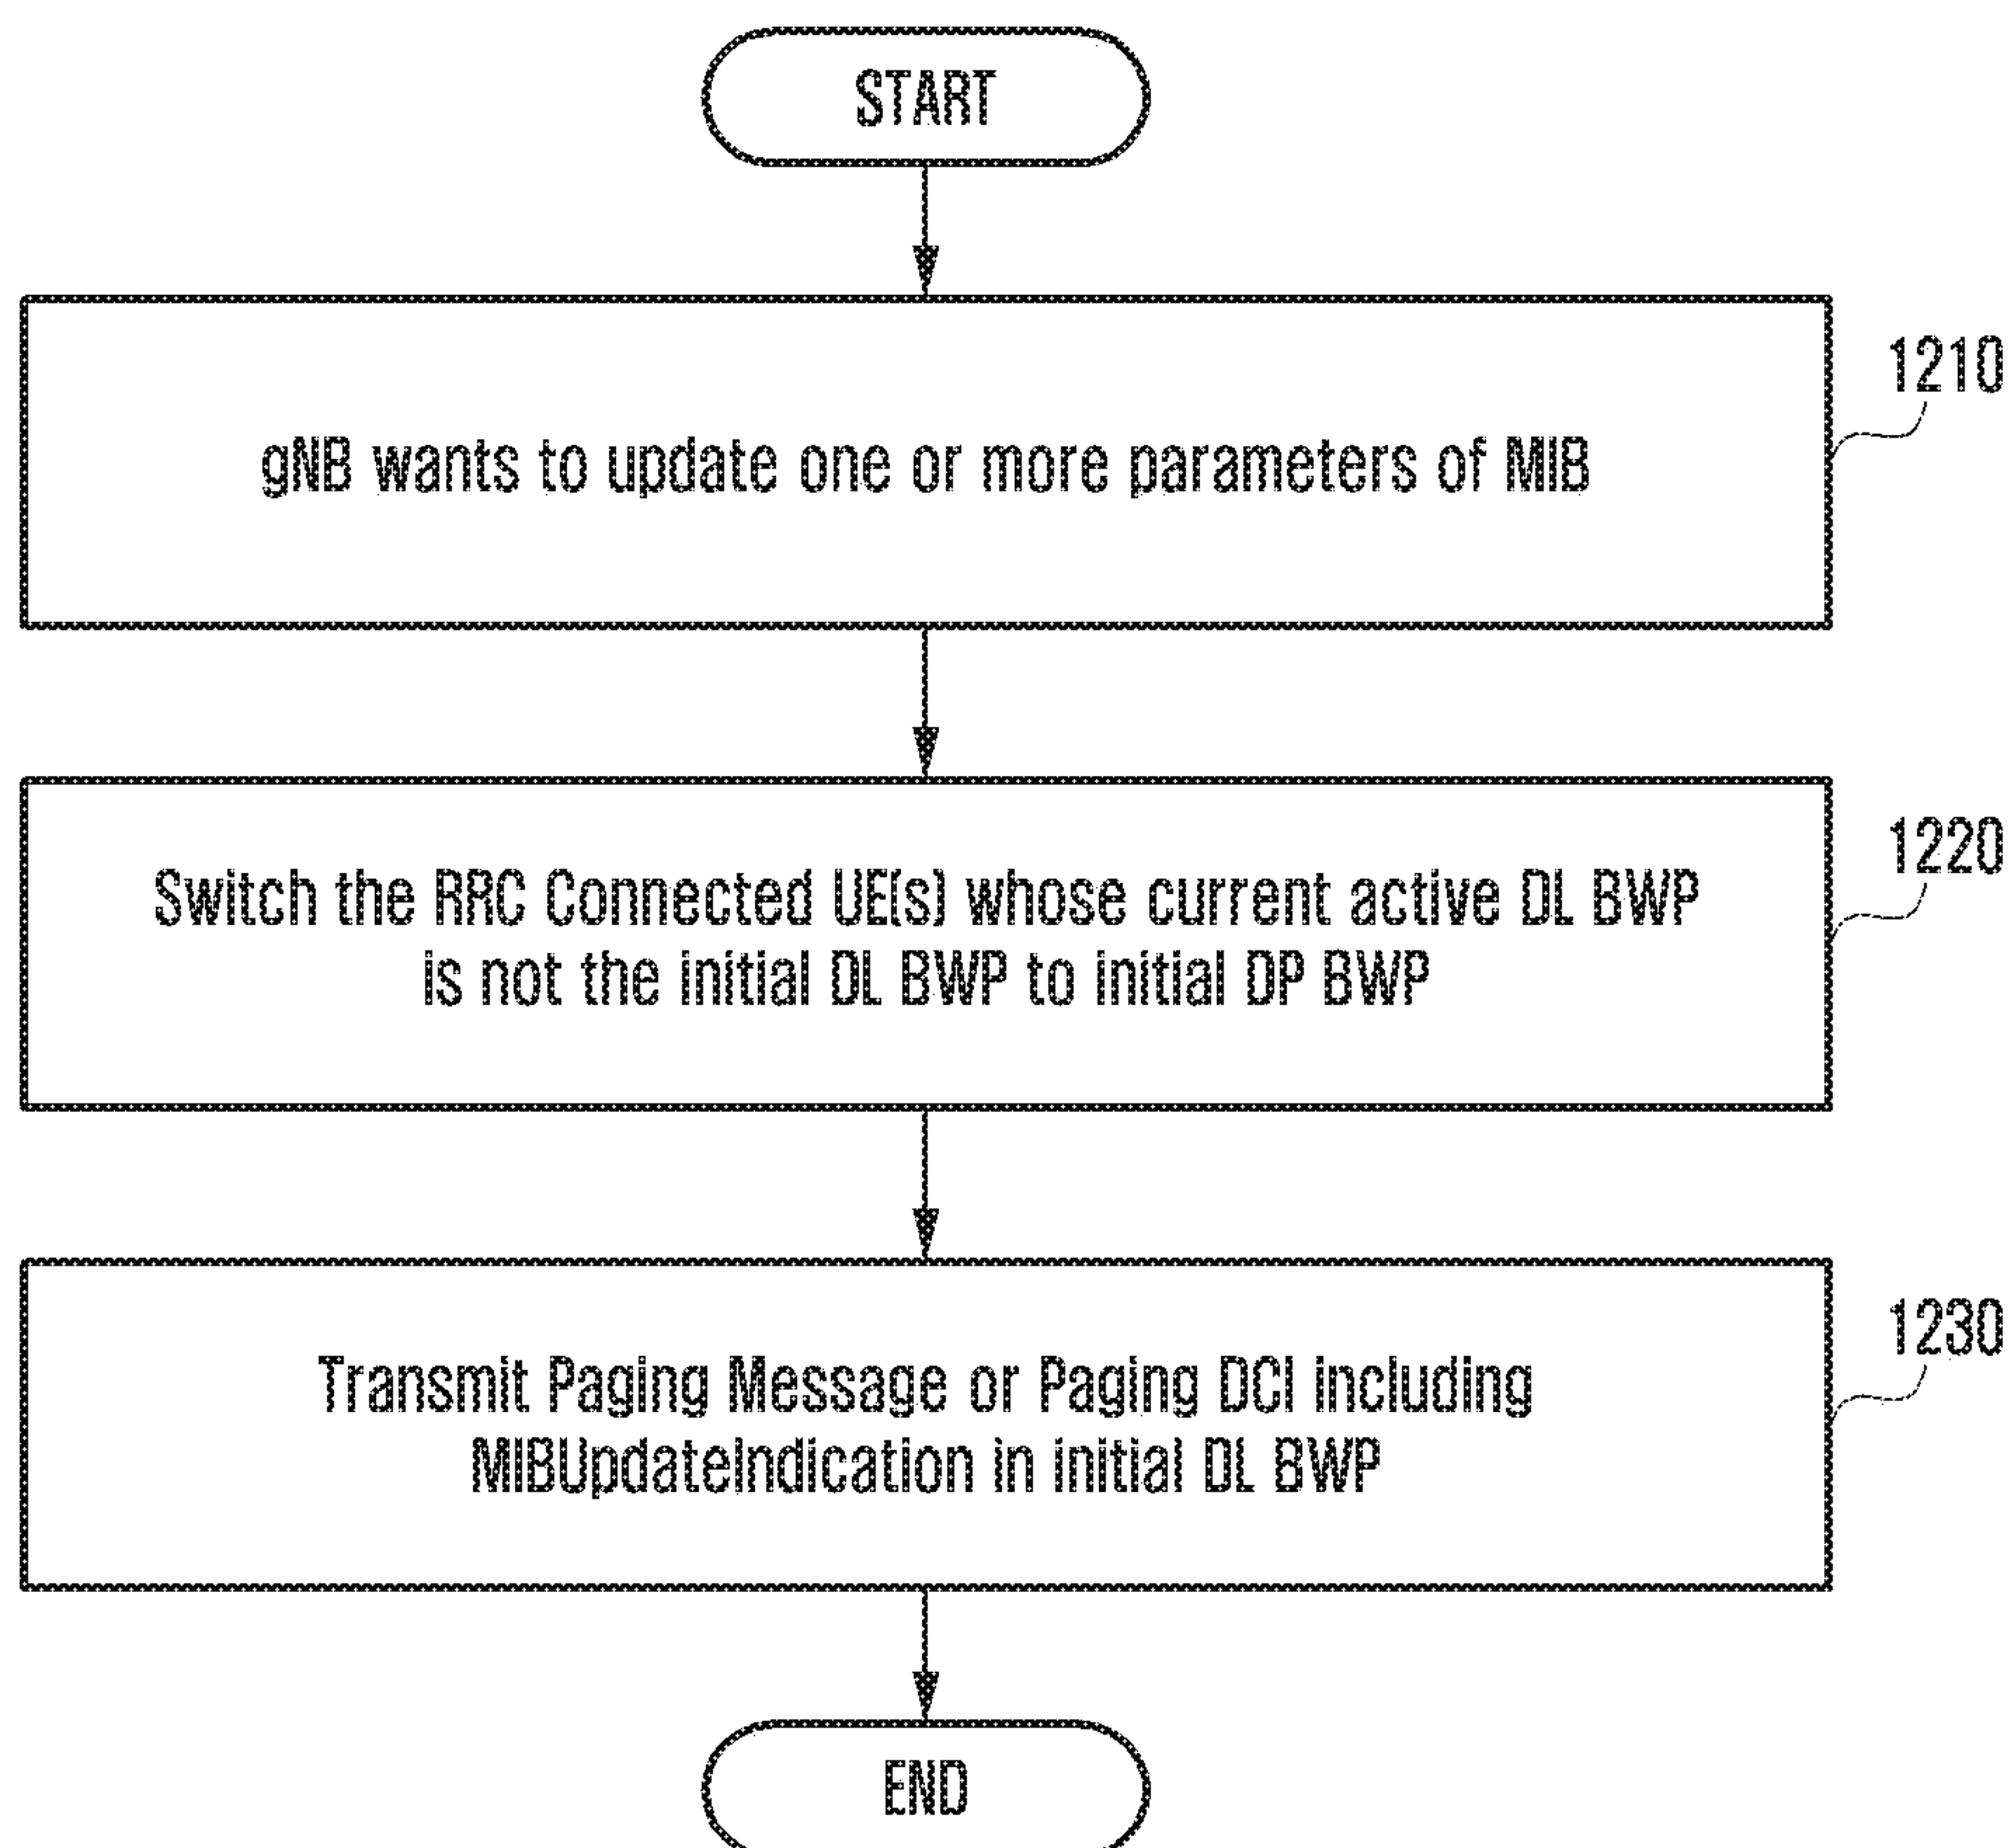 START
1210
gNB wants to update one or more parameters of MIB
1220
Switch the RRC Connected UE(s) whose current active DL BWP
is not the initial DL BWP to initial DP BWP
1230
Transmit Paging Message or Paging DCI including
MIBUpdateIndication in initial DL BWP
END